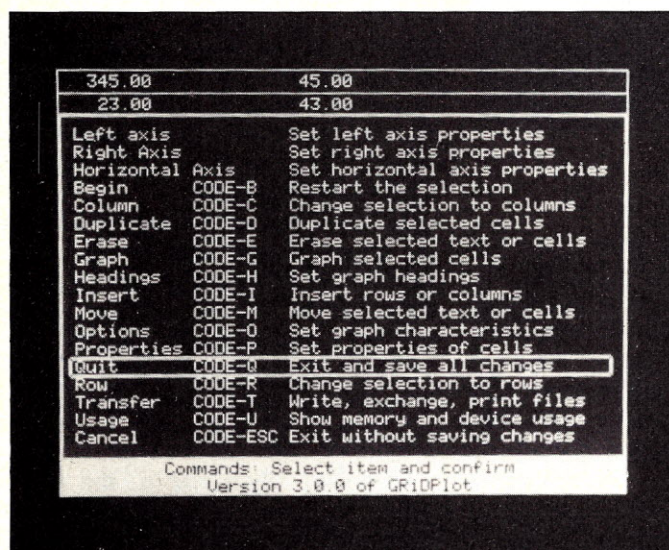 345.00 45.00
23.00 43.00
Left axis Set left axis properties
Right Axis Set right axis properties
Horizontal Axis Set horizontal axis properties
Begin CODE-B Restart the selection
Column CODE-C Change selection to columns
Duplicate CODE-D Duplicate selected cells
Erase CODE-E Erase selected text or cells
Graph CODE-G Graph selected cells
Headings CODE-H Set graph headings
Insert CODE-I Insert rows or columns
Move CODE-M Move selected text or cells
Options CODE-O Set graph characteristics
Properties CODE-P Set properties of cells
Quit CODE-Q Exit and save all changes
Row CODE-R Change selection to rows
Transfer CODE-T Write, exchange, print files
Usage CODE-U Show memory and device usage
Cancel CODE-ESC Exit without saving changes
Commands: Select item and confirm
Version 3.0.0 of GRiDPlot